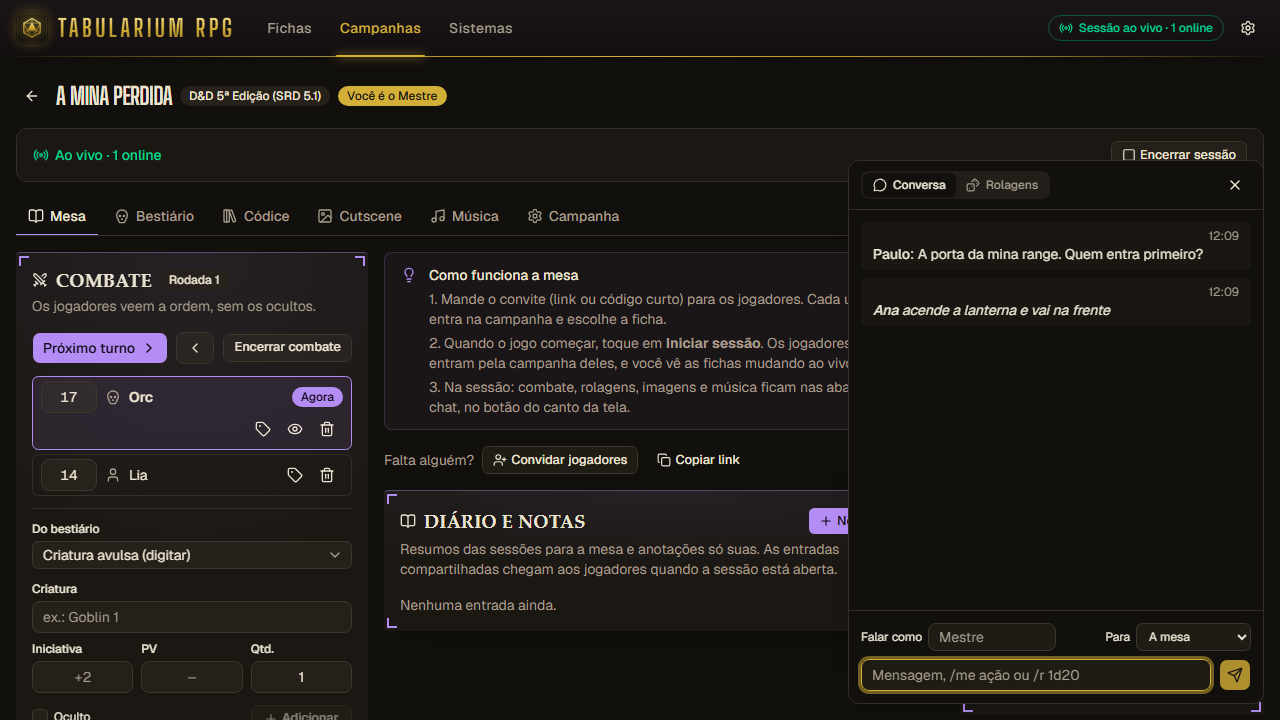 TABULARIUM RPG
Fichas
Campanhas
Sistemas
Sessão ao vivo · 1 online
A MINA PERDIDA
D&D 5ª Edição (SRD 5.1)
Você é o Mestre
Ao vivo · 1 online
Encerrar sessão
Mesa
Bestiário
Códice
Cutscene
Música
Campanha
COMBATE
Rodada 1
Os jogadores veem a ordem, sem os ocultos.
Próximo turno
Encerrar combate
17
Orc
Agora
14
Lia
Do bestiário
Criatura avulsa (digitar)
Criatura
ex.: Goblin 1
Iniciativa
PV
Qtd.
+2
–
1
Oculto
+ Adicionar
Como funciona a mesa
1. Mande o convite (link ou código curto) para os jogadores. Cada u
entra na campanha e escolhe a ficha.
2. Quando o jogo começar, toque em Iniciar sessão. Os jogadores
entram pela campanha deles, e você vê as fichas mudando ao vivo
3. Na sessão: combate, rolagens, imagens e música ficam nas aba
chat, no botão do canto da tela.
Falta alguém?
Convidar jogadores
Copiar link
DIÁRIO E NOTAS
+ N
Resumos das sessões para a mesa e anotações só suas. As entradas
compartilhadas chegam aos jogadores quando a sessão está aberta.
Nenhuma entrada ainda.
Conversa
Rolagens
12:09
Paulo: A porta da mina range. Quem entra primeiro?
12:09
Ana acende a lanterna e vai na frente
Falar como
Mestre
Para
A mesa
Mensagem, /me ação ou /r 1d20